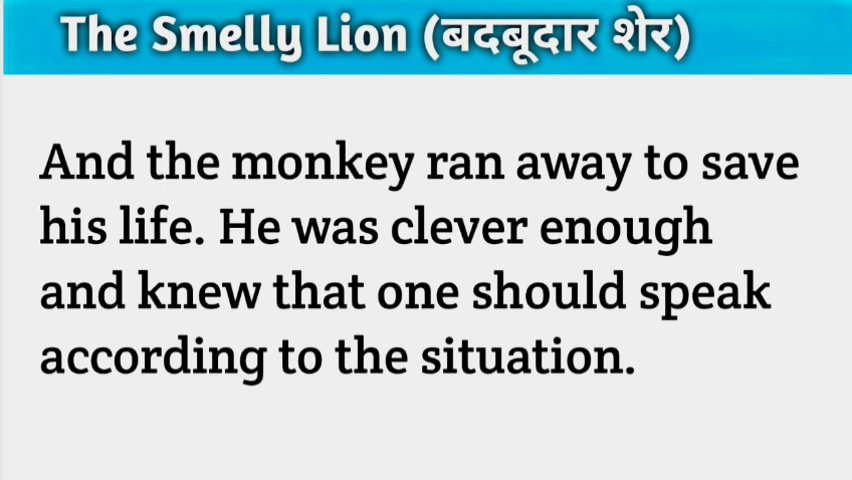 The Smelly Lion (बदबूदार शेर)
And the monkey ran away to save
his life. He was clever enough
and knew that one should speak
according to the situation.